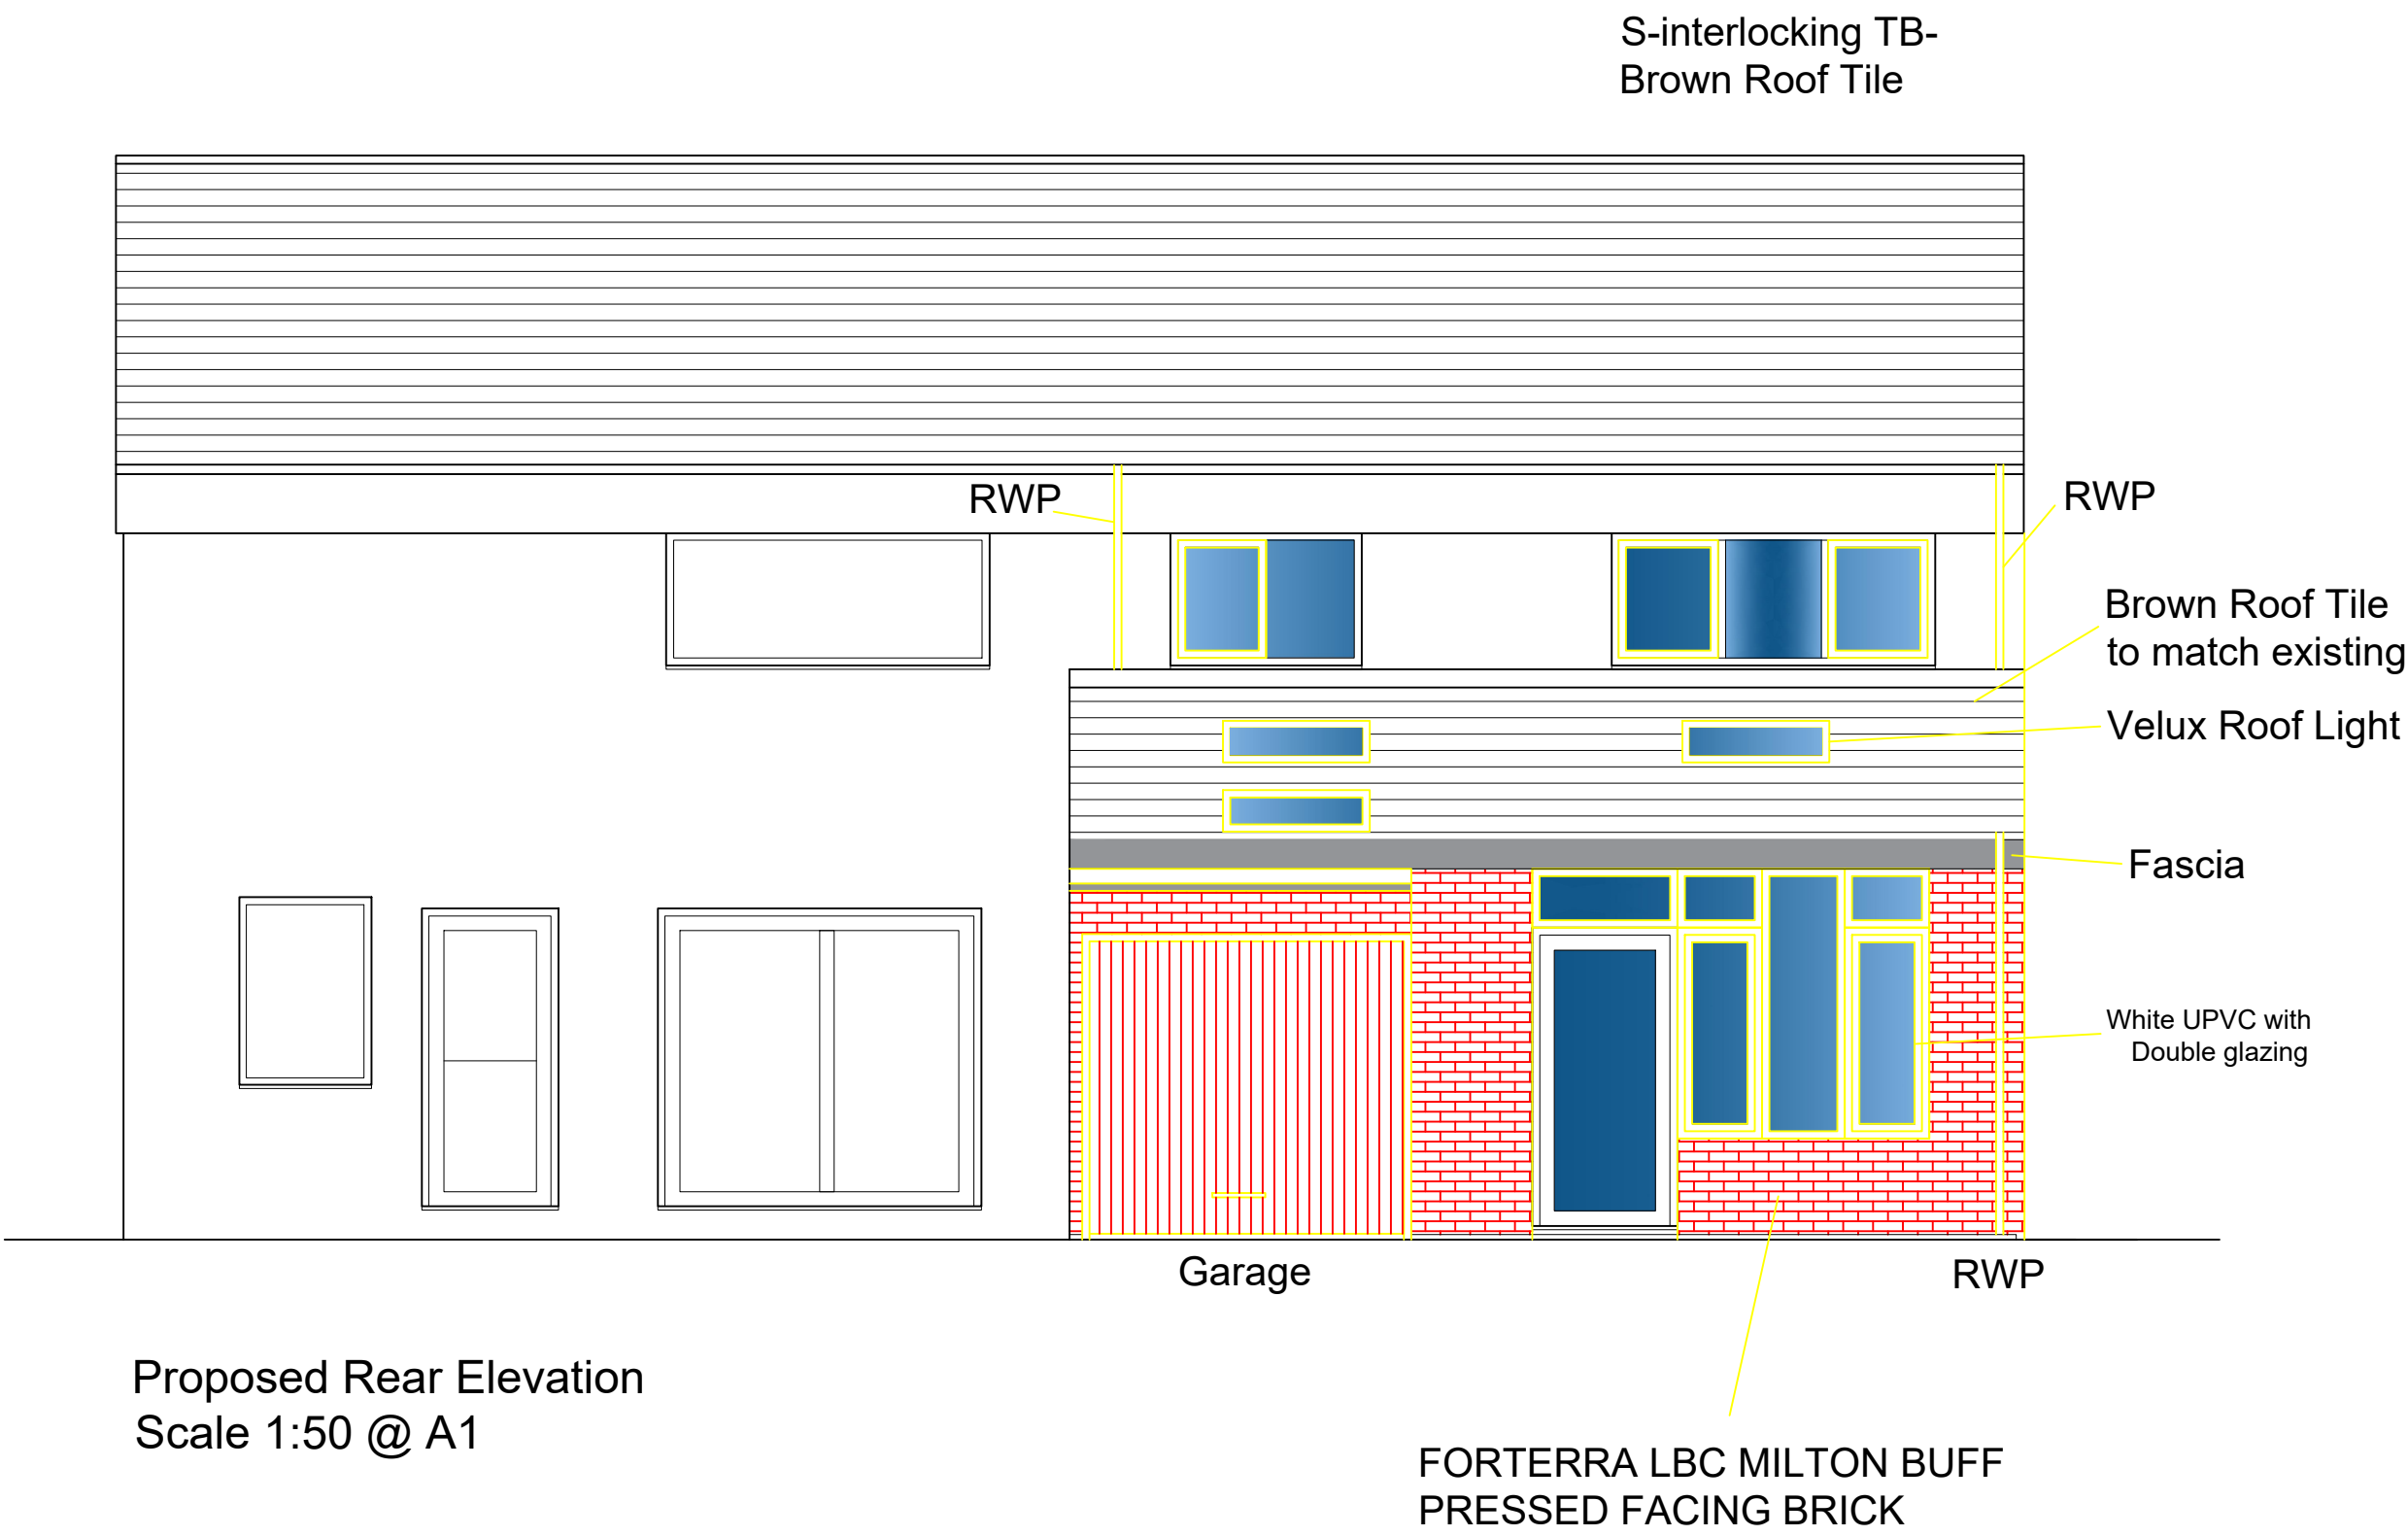 S-interlocking TB-
Brown Roof Tile
RWP
RWP
Brown Roof Tile
to match existing
Velux Roof Light
Fascia
White UPVC with
Double glazing
Garage
RWP
Proposed Rear Elevation
Scale 1:50 @ A1
FORTERRA LBC MILTON BUFF
PRESSED FACING BRICK